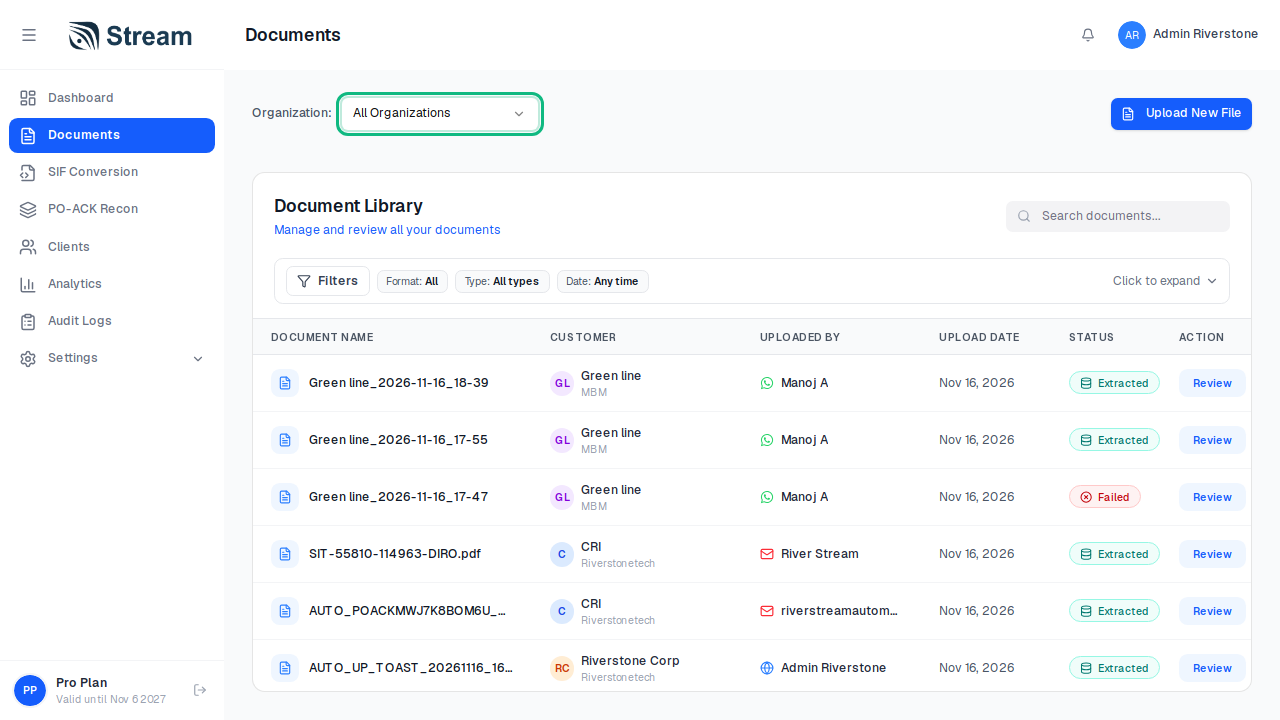 Stream
Documents
AR
Admin Riverstone
Dashboard
Documents
SIF Conversion
PO-ACK Recon
Clients
Analytics
Audit Logs
Settings
PP
Pro Plan
Valid until Nov 6 2027
Organization:
All Organizations
Upload New File
Document Library
Manage and review all your documents
Search documents...
Filters
Format: All
Type: All types
Date: Any time
Click to expand
DOCUMENT NAME CUSTOMER UPLOADED BY UPLOAD DATE STATUS ACTION
Green line_2026-11-16_18-39 GL Green line Manoj A Nov 16, 2026 Extracted Review
MBM
Green line_2026-11-16_17-55 GL Green line Manoj A Nov 16, 2026 Extracted Review
MBM
Green line_2026-11-16_17-47 GL Green line Manoj A Nov 16, 2026 Failed Review
MBM
SIT-55810-114963-DIRO.pdf C CRI River Stream Nov 16, 2026 Extracted Review
Riverstonetech
AUTO_POACKMWJ7K8BOM6U_... C CRI riverstreamautom... Nov 16, 2026 Extracted Review
Riverstonetech
AUTO_UP_TOAST_20261116_16... RC Riverstone Corp Admin Riverstone Nov 16, 2026 Extracted Review
Riverstonetech